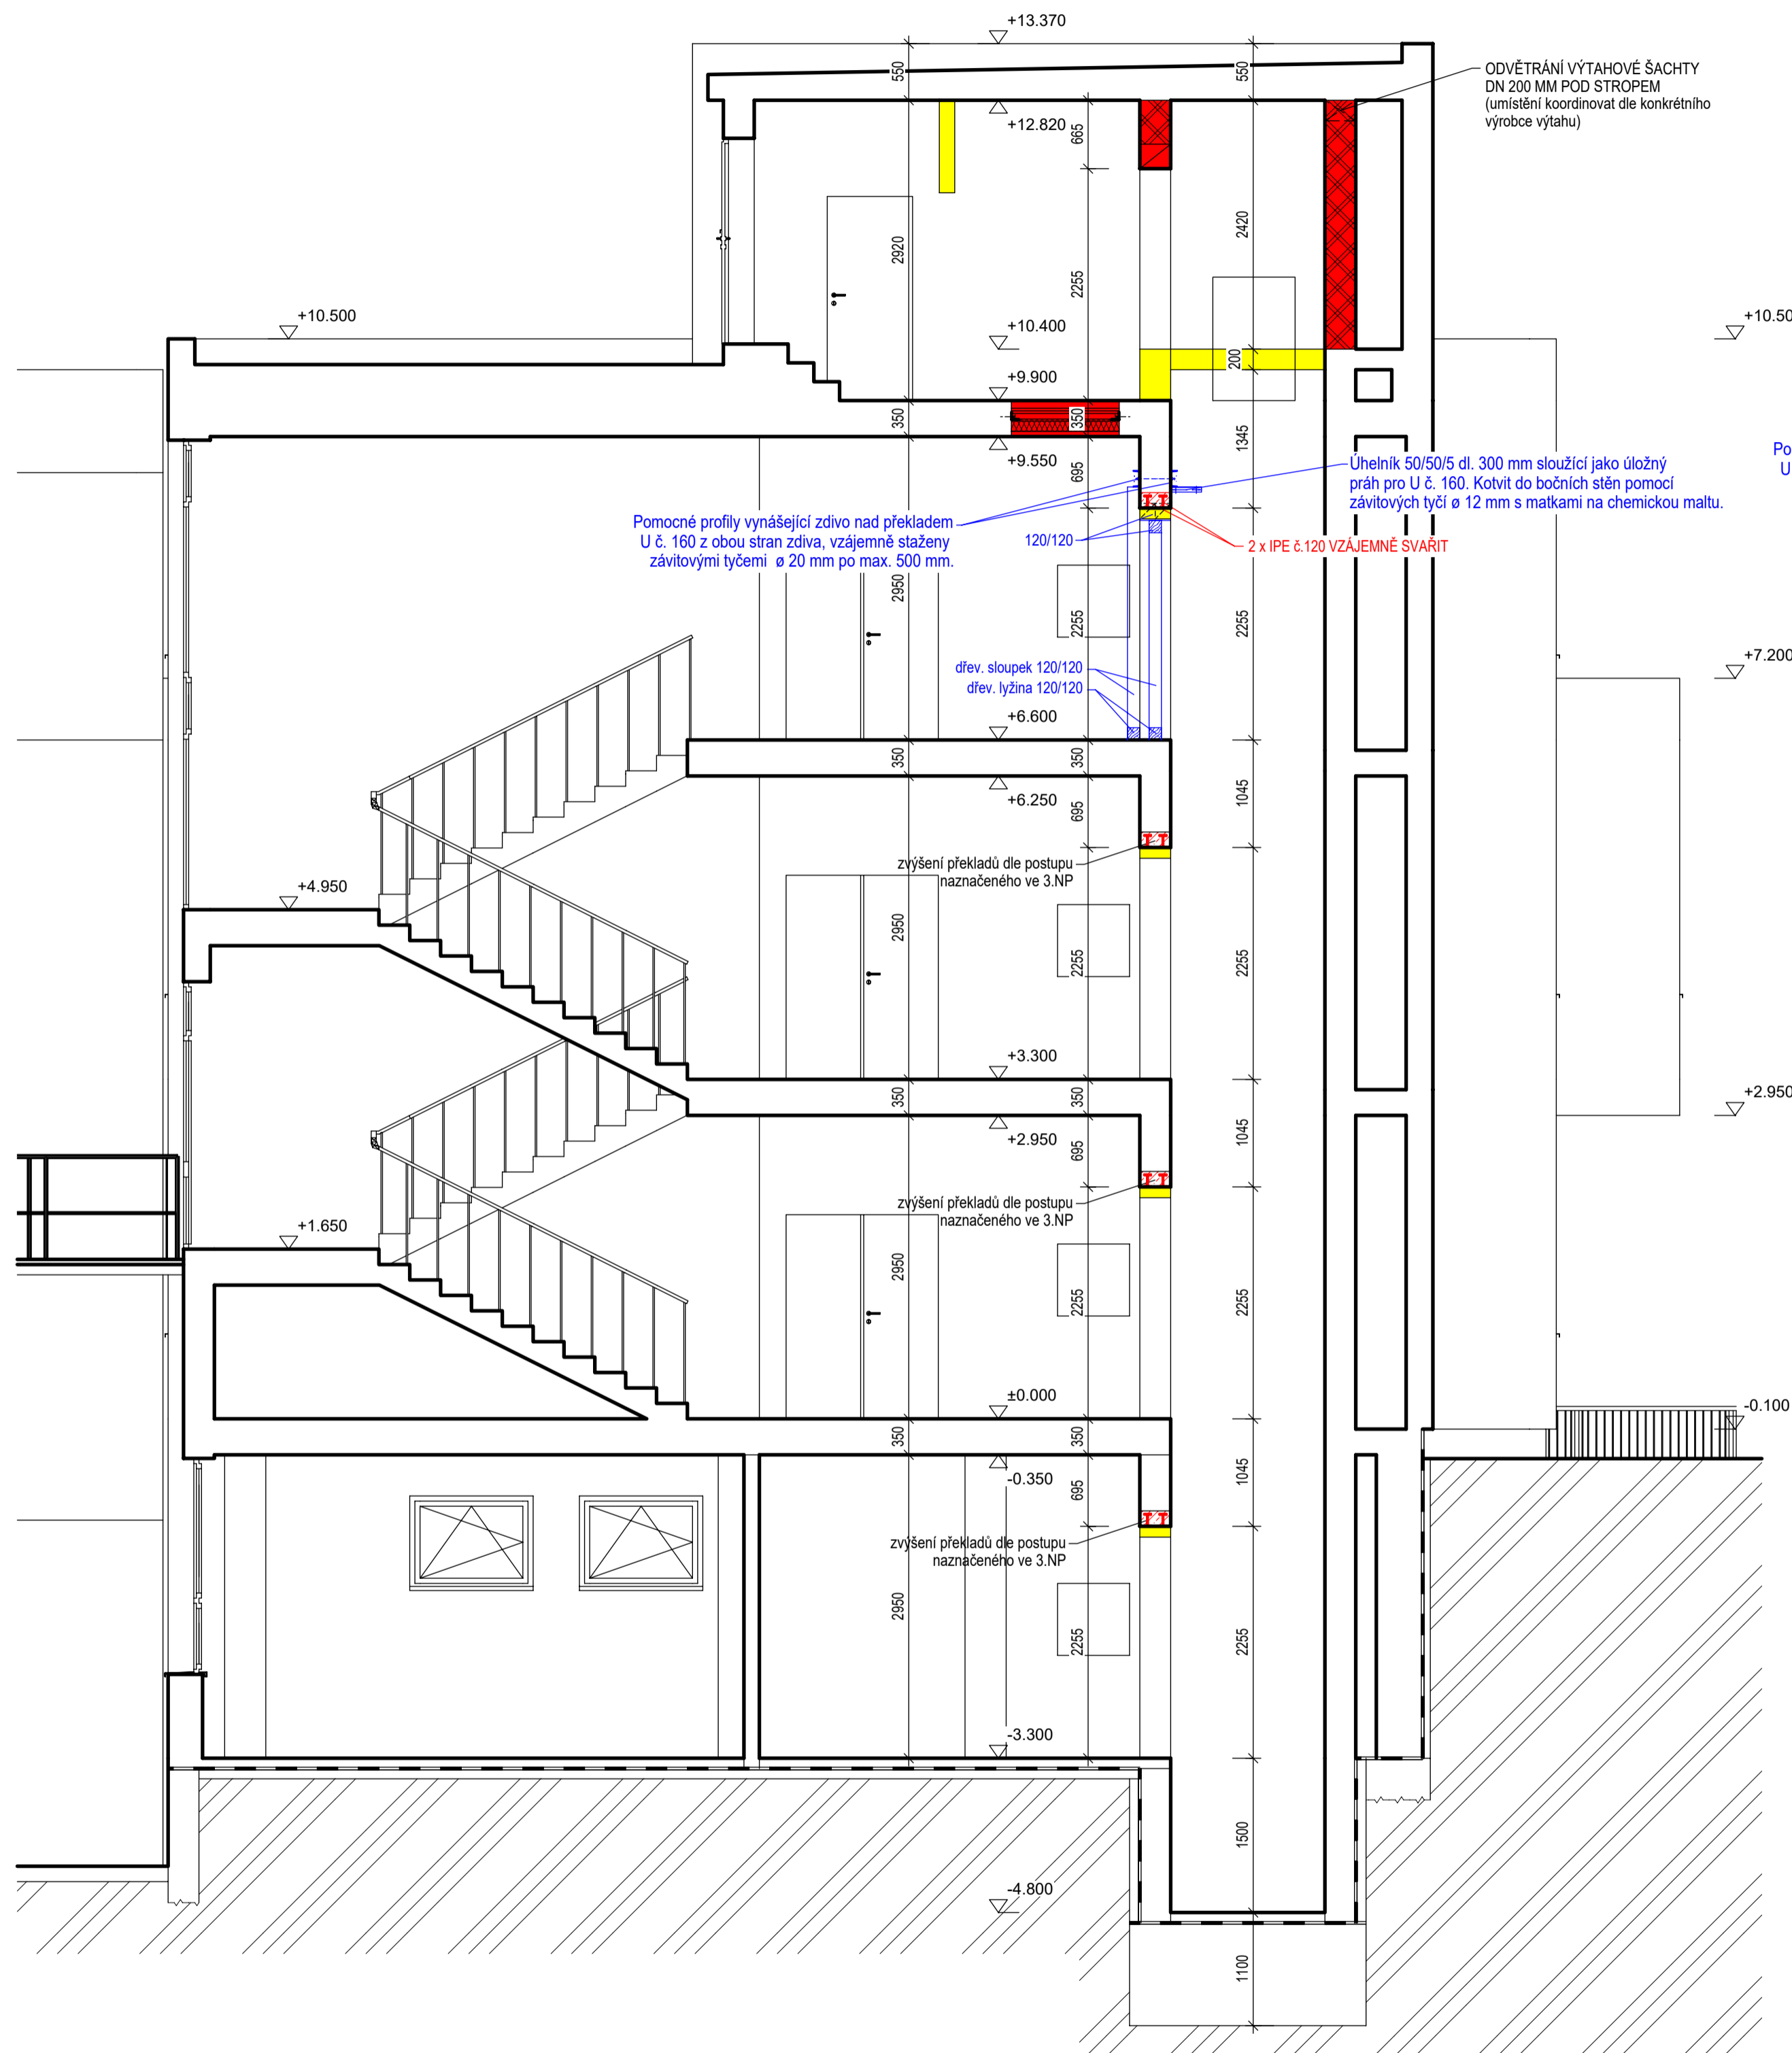 +13.370
550
550
ODVĚTRÁNÍ VÝTAHOVÉ ŠACHTY
DN 200 MM POD STROPEM
(umístění koordinovat dle konkrétního
výrobce výtahu)
+12.820
665
2920
2420
2255
+10.500
+10.400
+10.50
200
+9.900
350
350
1345
+9.550
695
Úhelník 50/50/5 dl. 300 mm sloužící jako úložný
práh pro U č. 160. Kotvit do bočních stěn pomocí
závitových tyčí ø 12 mm s matkami na chemickou maltu.
Po
U
Pomocné profily vynášející zdivo nad překladem
U č. 160 z obou stran zdiva, vzájemně staženy
závitovými tyčemi ø 20 mm po max. 500 mm.
120/120
2 x IPE č.120 VZÁJEMNĚ SVAŘIT
2950
2255
2255
dřev. sloupek 120/120
dřev. lyžina 120/120
+7.200
+6.600
350
350
1045
+6.250
695
zvýšení překladů dle postupu
naznačeného ve 3.NP
+4.950
2950
2255
2255
+3.300
350
350
1045
+2.950
+2.950
695
zvýšení překladů dle postupu
naznačeného ve 3.NP
+1.650
2950
2255
2255
±0.000
-0.100
350
350
1045
-0.350
695
zvýšení překladů dle postupu
naznačeného ve 3.NP
2950
2255
2255
-3.300
1500
-4.800
1100